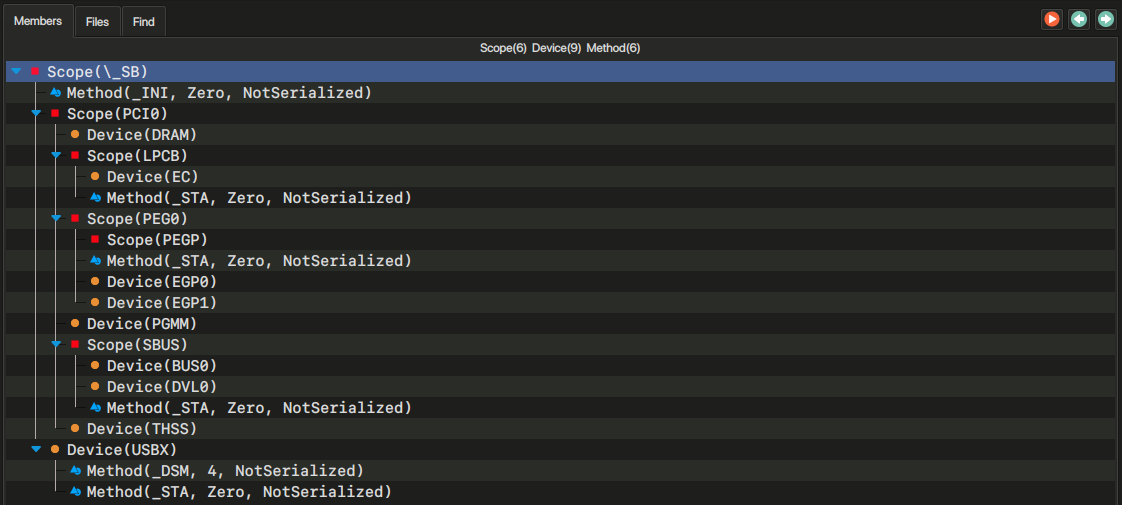 Members Files Find
Scope(6) Device(9) Method(6)
Scope(\_SB)
Method(_INI, Zero, NotSerialized)
Scope(PCI0)
Device(DRAM)
Scope(LPCB)
Device(EC)
Method(_STA, Zero, NotSerialized)
Scope(PEG0)
Scope(PEGP)
Method(_STA, Zero, NotSerialized)
Device(EGP0)
Device(EGP1)
Device(PGMM)
Scope(SBUS)
Device(BUS0)
Device(DVL0)
Method(_STA, Zero, NotSerialized)
Device(THSS)
Device(USBX)
Method(_DSM, 4, NotSerialized)
Method(_STA, Zero, NotSerialized)